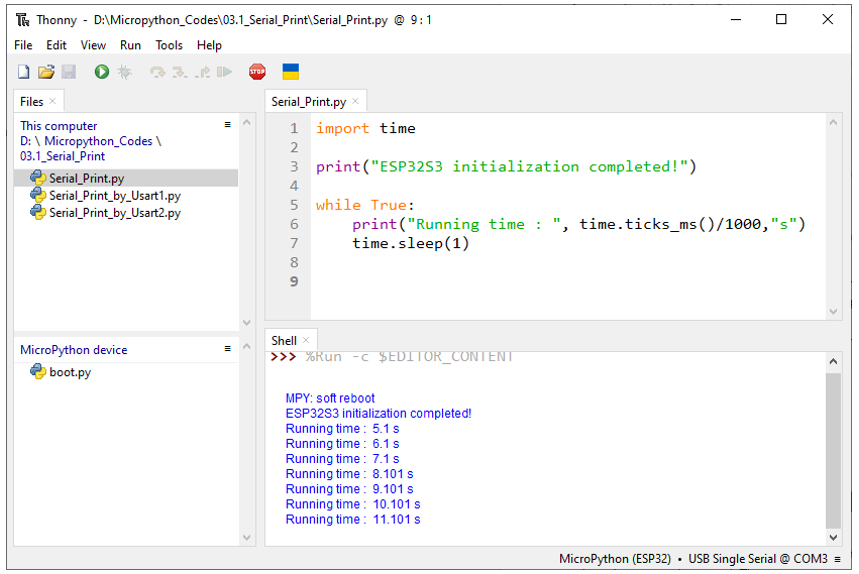 Thonny - D:\Micropython_Codes\03.1_Serial_Print\Serial_Print.py @ 9 : 1
File Edit View Run Tools Help
STOP
Files
This computer
D: \ Micropython_Codes \
03.1_Serial_Print
Serial_Print.py
Serial_Print_by_Usart1.py
Serial_Print_by_Usart2.py
MicroPython device
boot.py
Serial_Print.py
1 import time
2
3 print("ESP32S3 initialization completed!")
4
5 while True:
6 print("Running time : ", time.ticks_ms()/1000,"s")
7 time.sleep(1)
8
9
Shell
>>> %Run -c $EDITOR_CONTENT
MPY: soft reboot
ESP32S3 initialization completed!
Running time : 5.1 s
Running time : 6.1 s
Running time : 7.1 s
Running time : 8.101 s
Running time : 9.101 s
Running time : 10.101 s
Running time : 11.101 s
MicroPython (ESP32) • USB Single Serial @ COM3 ≡